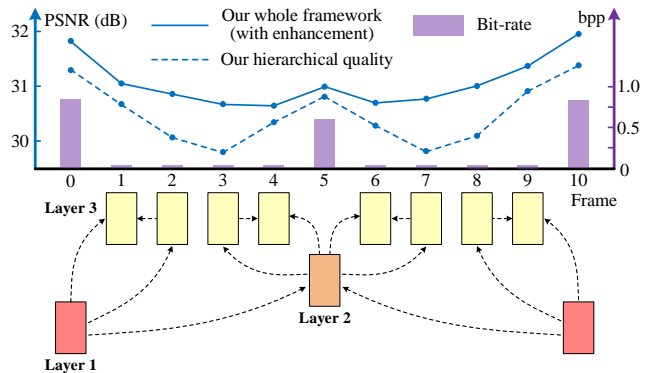 PSNR (dB)
Our whole framework
(with enhancement)
Our hierarchical quality
Bit-rate
bpp
32
31
30
1.0
0.5
0
0 1 2 3 4 5 6 7 8 9 10
Frame
Layer 3
Layer 2
Layer 1